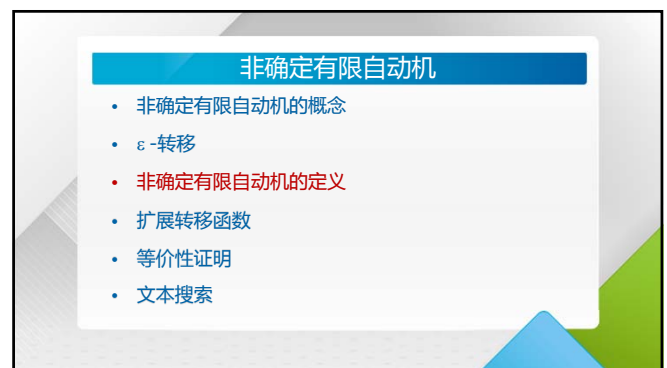 非确定有限自动机
• 非确定有限自动机的概念
• ε -转移
• 非确定有限自动机的定义
• 扩展转移函数
• 等价性证明
• 文本搜索